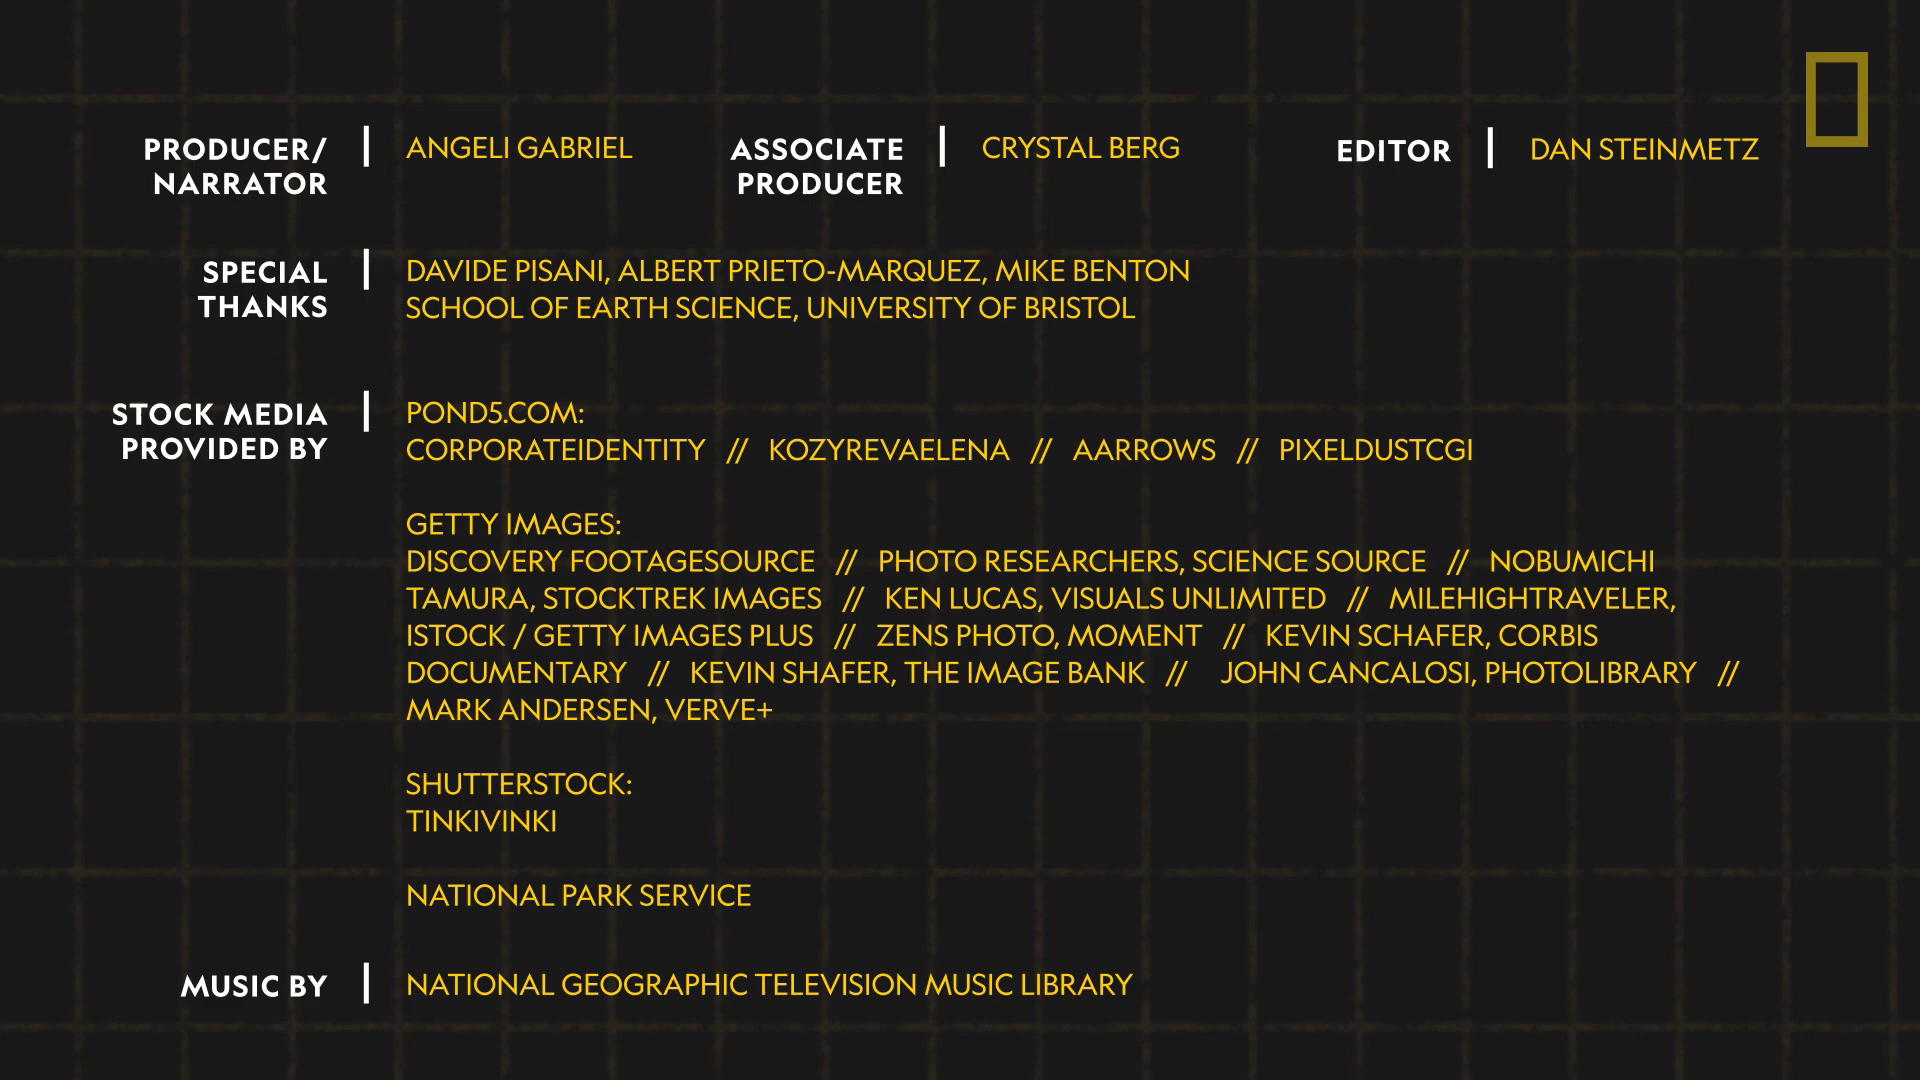 PRODUCER/ NARRATOR | ANGELI GABRIEL
ASSOCIATE PRODUCER | CRYSTAL BERG
EDITOR | DAN STEINMETZ
SPECIAL THANKS | DAVIDE PISANI, ALBERT PRIETO-MARQUEZ, MIKE BENTON
SCHOOL OF EARTH SCIENCE, UNIVERSITY OF BRISTOL
STOCK MEDIA PROVIDED BY | POND5.COM:
CORPORATEIDENTITY // KOZYREVAELENA // AARROWS // PIXELDUSTCGI
GETTY IMAGES:
DISCOVERY FOOTAGESOURCE // PHOTO RESEARCHERS, SCIENCE SOURCE // NOBUMICHI
TAMURA, STOCKTREK IMAGES // KEN LUCAS, VISUALS UNLIMITED // MILEHIGHTRAVELER,
ISTOCK / GETTY IMAGES PLUS // ZENS PHOTO, MOMENT // KEVIN SCHAFER, CORBIS
DOCUMENTARY // KEVIN SHAFER, THE IMAGE BANK // JOHN CANCALOSI, PHOTOLIBRARY //
MARK ANDERSEN, VERVE+
SHUTTERSTOCK:
TINKIVINKI
NATIONAL PARK SERVICE
MUSIC BY | NATIONAL GEOGRAPHIC TELEVISION MUSIC LIBRARY